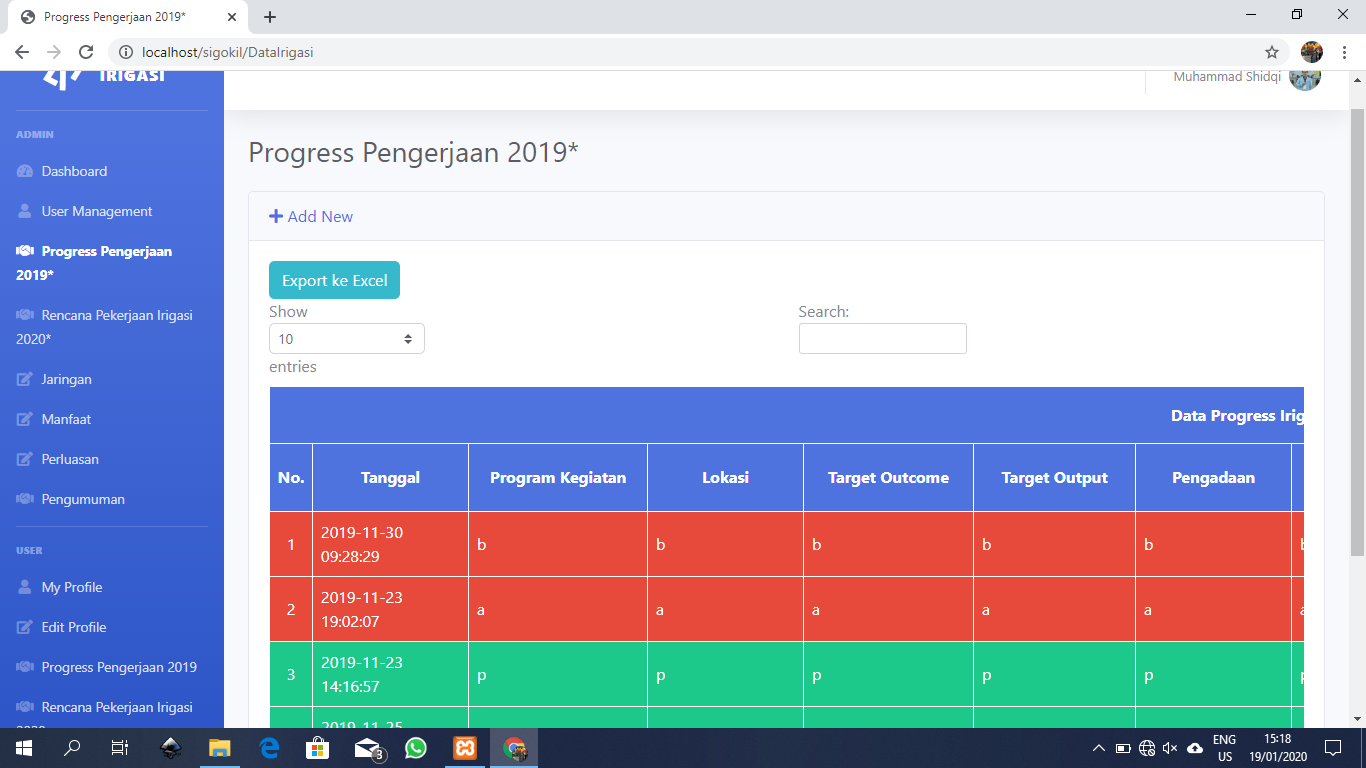 Progress Pengerjaan 2019*
localhost/sigokil/DataIrigasi
IRIGASI
Muhammad Shidqi
ADMIN
Dashboard
User Management
Progress Pengerjaan
2019*
Rencana Pekerjaan Irigasi
2020*
Jaringan
Manfaat
Perluasan
Pengumuman
USER
My Profile
Edit Profile
Progress Pengerjaan 2019
Rencana Pekerjaan Irigasi
2020
Progress Pengerjaan 2019*
Add New
Export ke Excel
Show
10
entries
Search:
Data Progress Irig
No. Tanggal Program Kegiatan Lokasi Target Outcome Target Output Pengadaan
1 2019-11-30 b b b b b b
09:28:29
2 2019-11-23 a a a a a a
19:02:07
3 2019-11-23 p p p p p p
14:16:57
2019-11-25
3
ENG
US
15:18
19/01/2020